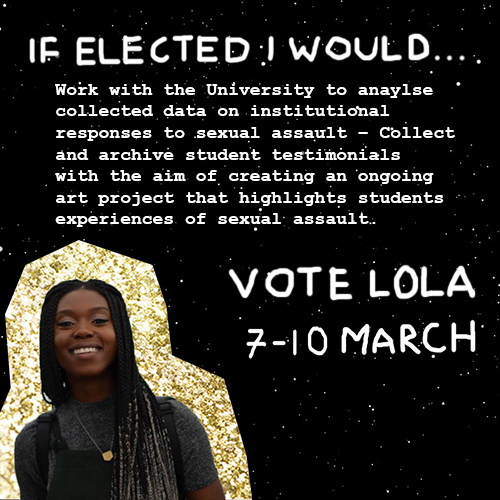 IF ELECTED I WOULD...
Work with the University to anaylse
collected data on institutional
responses to sexual assault – Collect
and archive student testimonials
with the aim of creating an ongoing
art project that highlights students
experiences of sexual assault.
VOTE LOLA
7-10 MARCH